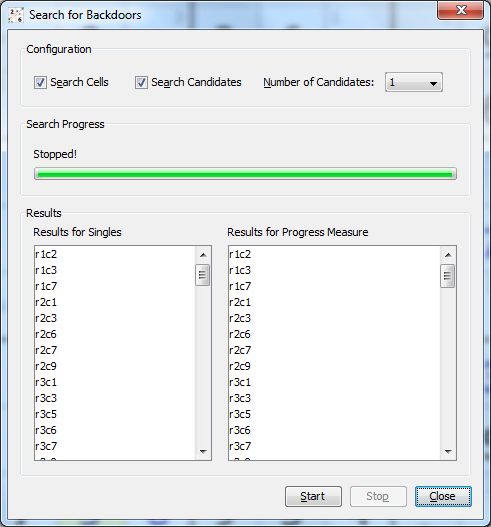 Search for Backdoors
Configuration
Search Cells
Search Candidates
Number of Candidates:
1
Search Progress
Stopped!
Results
Results for Singles
r1c2
r1c3
r1c7
r2c1
r2c3
r2c6
r2c7
r2c9
r3c1
r3c3
r3c5
r3c6
r3c7
Results for Progress Measure
r1c2
r1c3
r1c7
r2c1
r2c3
r2c6
r2c7
r2c9
r3c1
r3c3
r3c5
r3c6
r3c7
Start
Stop
Close